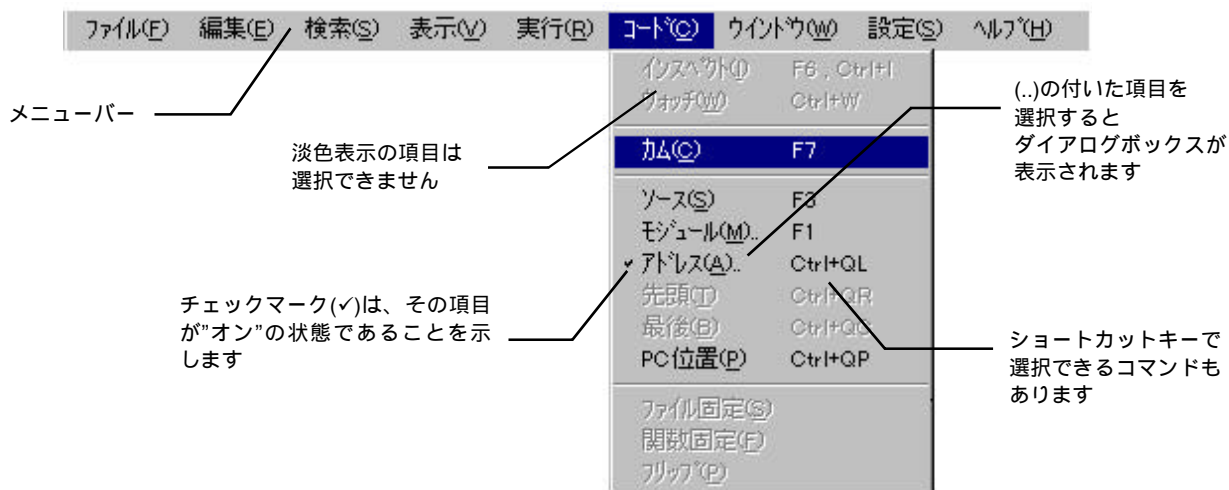 ファイル(F) 編集(E) 検索(S) 表示(V) 実行(R) コード(C) ウインドウ(W) 設定(S) ヘルプ(H)
メニューバー
淡色表示の項目は
選択できません
インスペクト(I) F6 , Ctrl+I
ウォッチ(W) Ctrl+W
カム(C) F7
ソース(S) F3
モジュール(M).. F1
✓ アドレス(A).. Ctrl+QL
先頭(T) Ctrl+QR
最後(B) Ctrl+QC
PC位置(P) Ctrl+QP
ファイル固定(S)
関数固定(F)
フリップ(P)
(..)の付いた項目を
選択すると
ダイアログボックスが
表示されます
チェックマーク(✓)は、その項目
が”オン”の状態であることを示
します
ショートカットキーで
選択できるコマンドも
あります